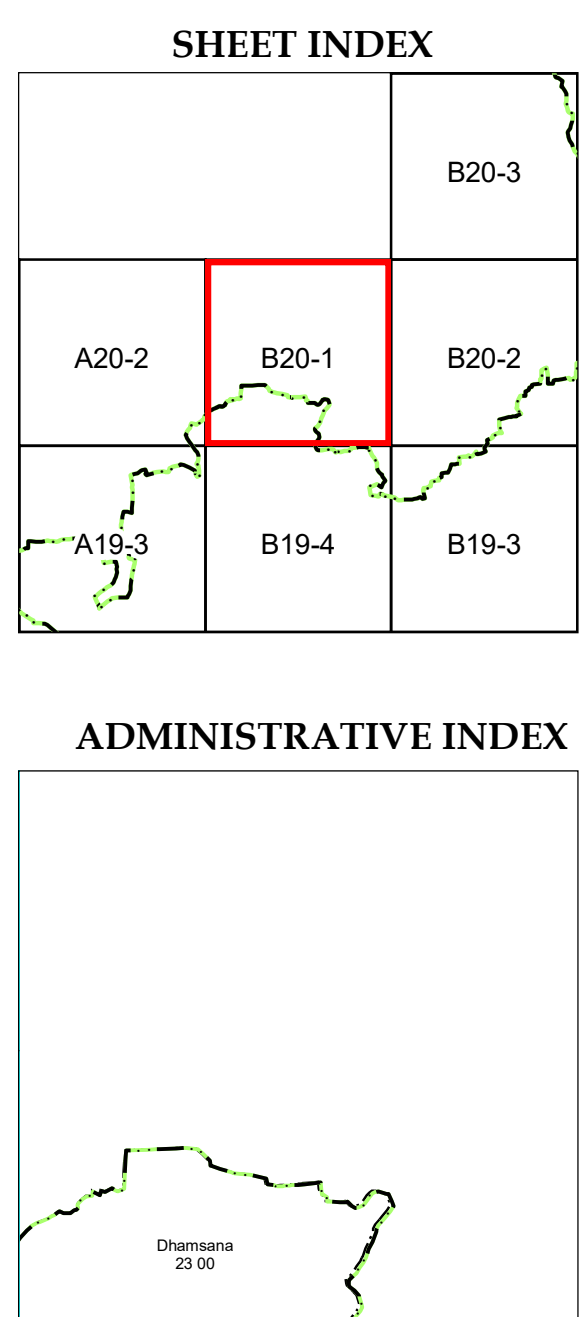 SHEET INDEX
B20-3
A20-2 B20-1 B20-2
A19-3 B19-4 B19-3
ADMINISTRATIVE INDEX
Dhamsana
23 00